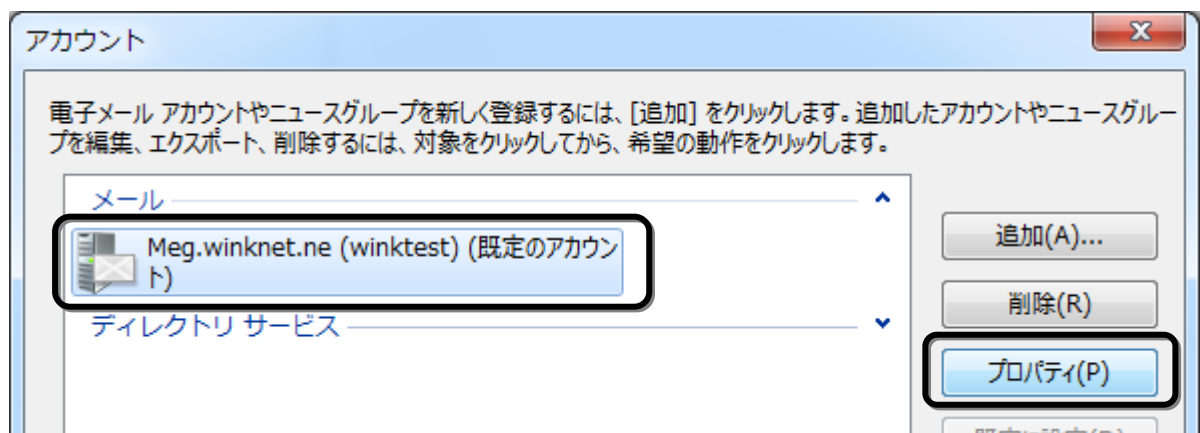 アカウント
電子メール アカウントやニュースグループを新しく登録するには、[追加] をクリックします。追加したアカウントやニュースグルー
プを編集、エクスポート、削除するには、対象をクリックしてから、希望の動作をクリックします。
メール
Meg.winknet.ne (winktest) (既定のアカウン
ト)
ディレクトリ サービス
追加(A)...
削除(R)
プロパティ(P)